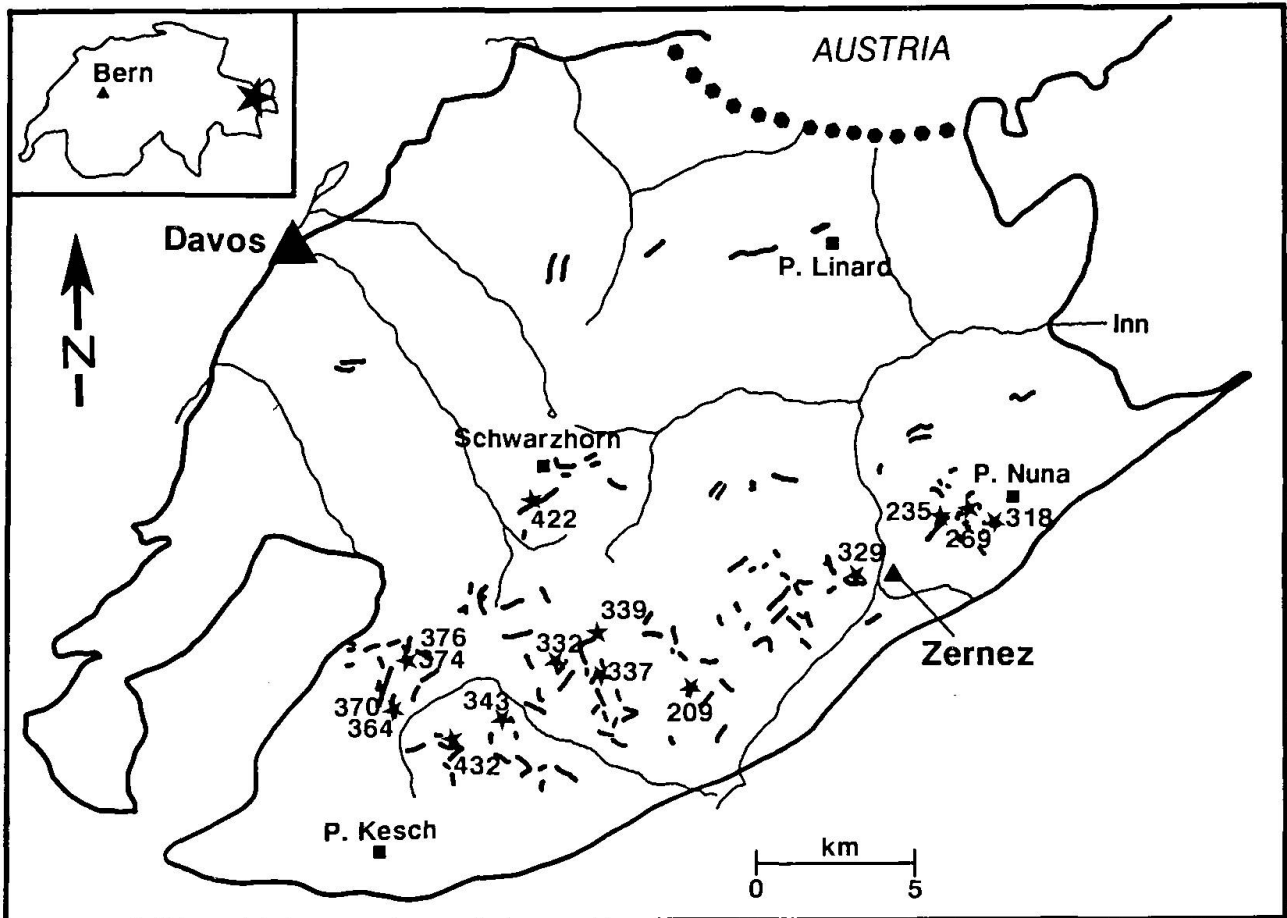 Bern
AUSTRIA
Davos
N
P. Linard
Inn
Schwarzhorn
422
P. Nuna
235
269
318
329
Zernez
339
332
337
376
374
370
364
343
432
209
P. Kesch
km
0
5